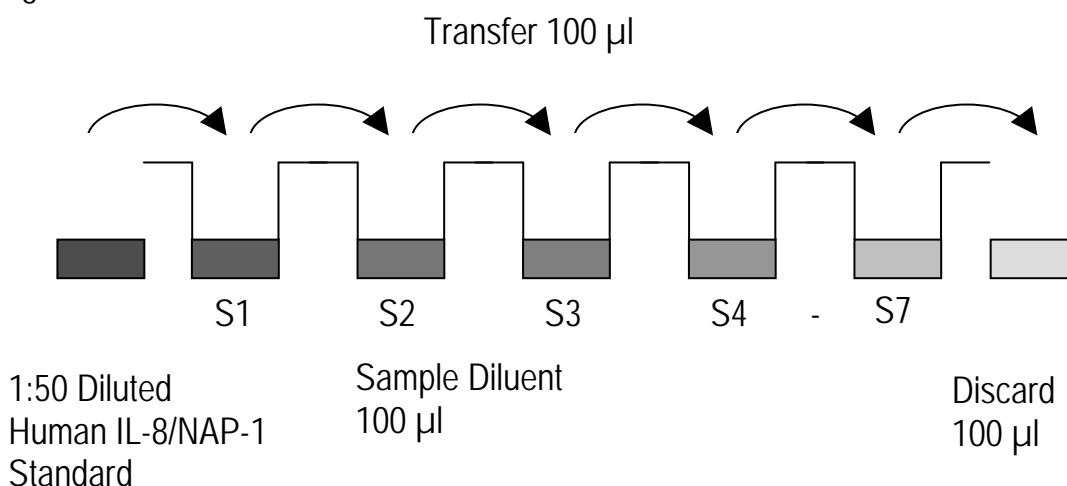 Transfer 100 µl
S1 S2 S3 S4 - S7
1:50 Diluted
Human IL-8/NAP-1
Standard
Sample Diluent
100 µl
Discard
100 µl